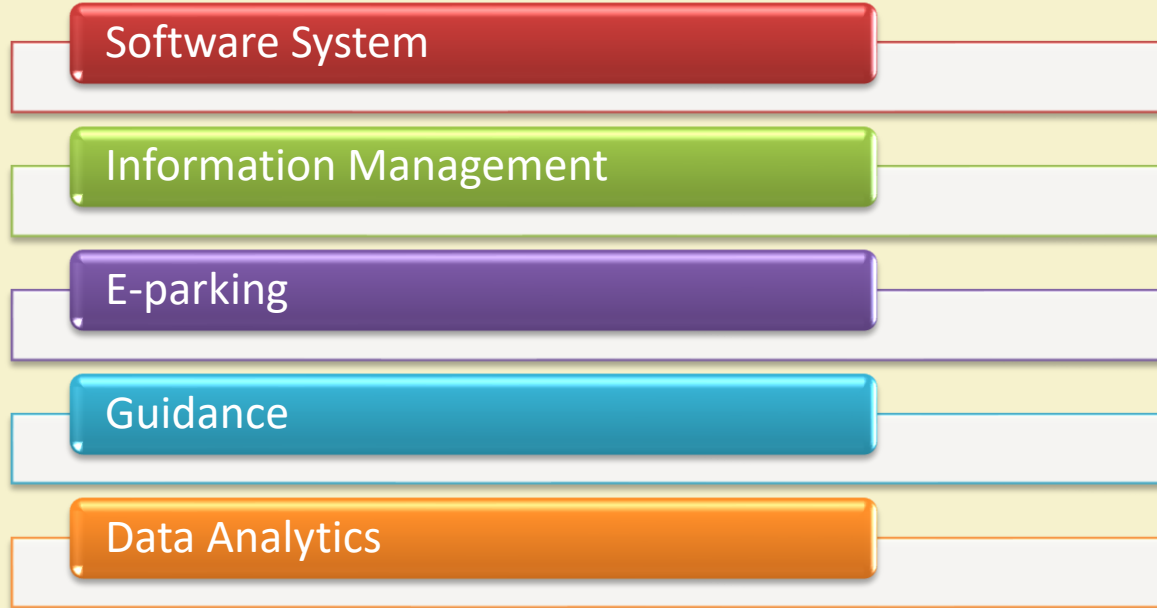 Software System
Information Management
E-parking
Guidance
Data Analytics